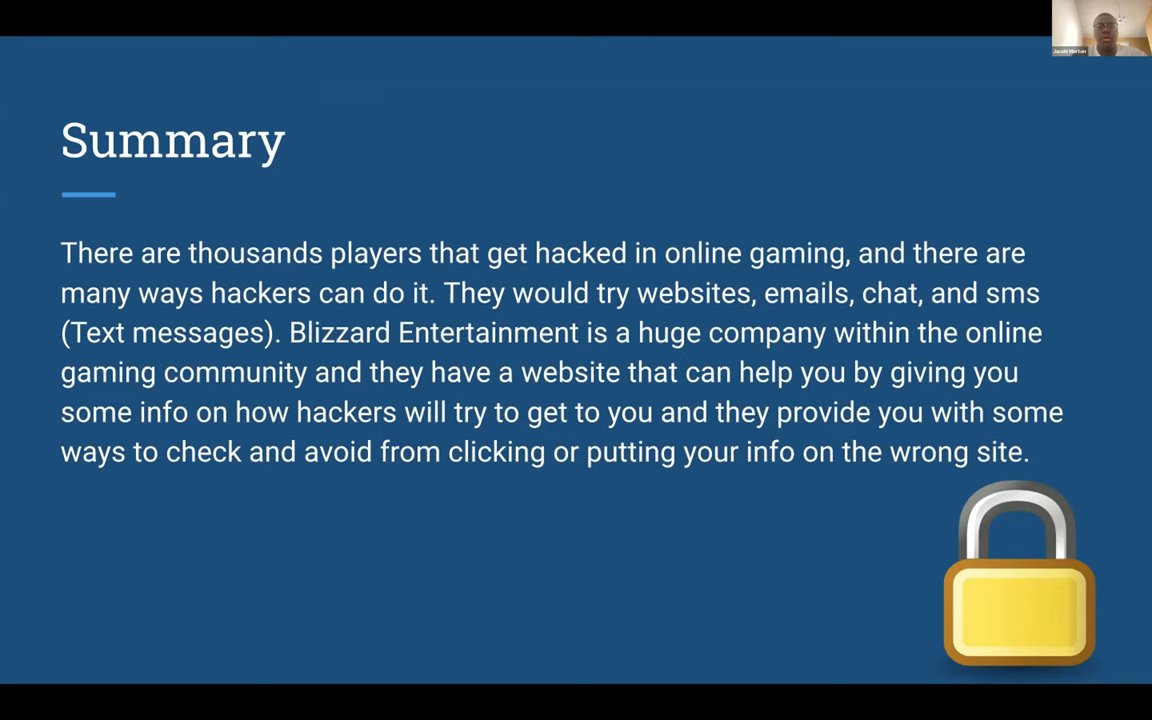 Summary
There are thousands players that get hacked in online gaming, and there are
many ways hackers can do it. They would try websites, emails, chat, and sms
(Text messages). Blizzard Entertainment is a huge company within the online
gaming community and they have a website that can help you by giving you
some info on how hackers will try to get to you and they provide you with some
ways to check and avoid from clicking or putting your info on the wrong site.